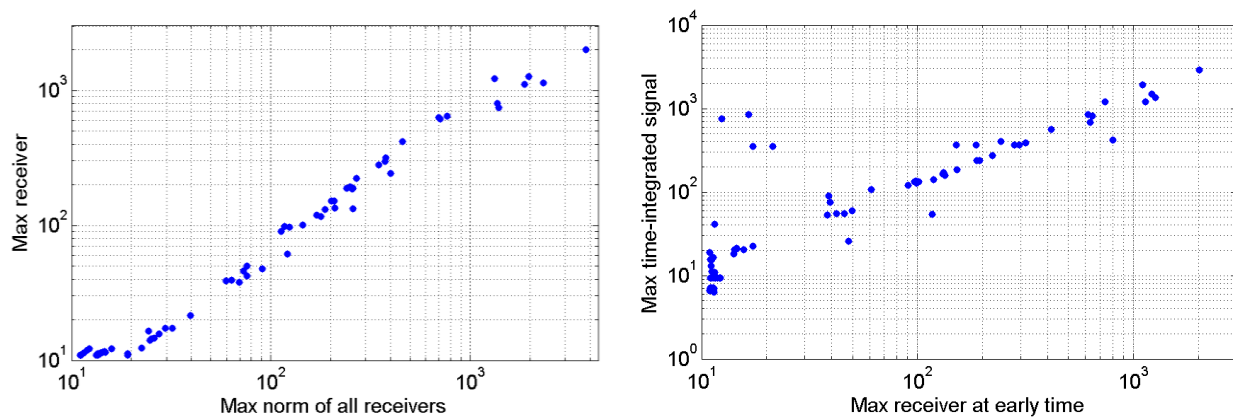 Max receiver
10^3
10^2
10^1
10^1 10^2 10^3
Max norm of all receivers
Max time-integrated signal
10^4
10^3
10^2
10^1
10^0
10^1 10^2 10^3
Max receiver at early time